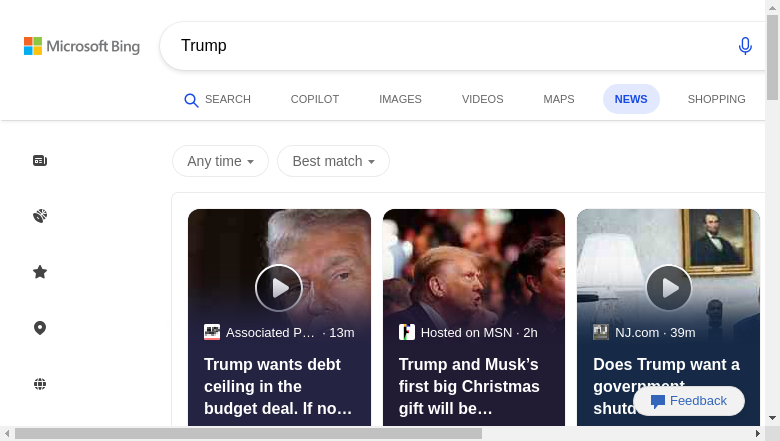 Microsoft Bing
Trump
SEARCH
COPILOT
IMAGES
VIDEOS
MAPS
NEWS
SHOPPING
Any time
Best match
Associated P… · 13m
Trump wants debt
ceiling in the
budget deal. If no…
Hosted on MSN · 2h
Trump and Musk's
first big Christmas
gift will be…
NJ.com · 39m
Does Trump want a
government
shutd
Feedback